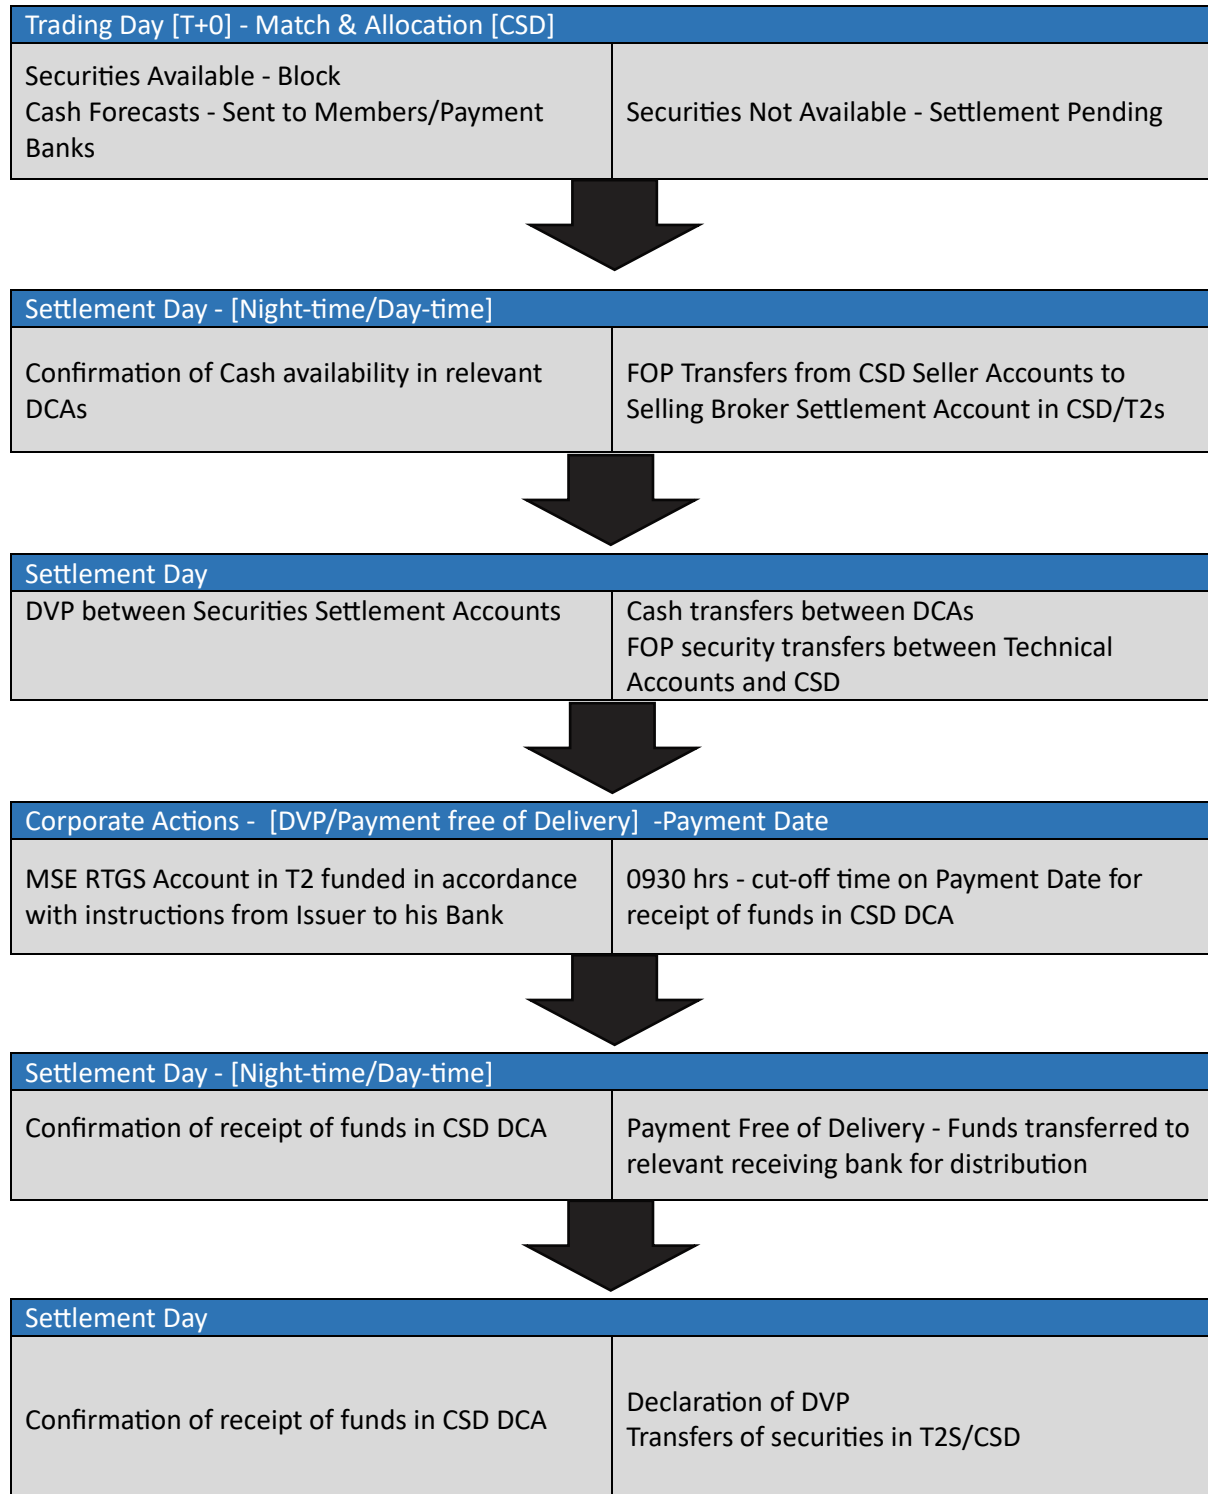 Trading Day [T+0] - Match & Allocation [CSD]
Securities Available - Block
Cash Forecasts - Sent to Members/Payment
Banks
Securities Not Available - Settlement Pending
Settlement Day - [Night-time/Day-time]
Confirmation of Cash availability in relevant
DCAs
FOP Transfers from CSD Seller Accounts to
Selling Broker Settlement Account in CSD/T2s
Settlement Day
DVP between Securities Settlement Accounts
Cash transfers between DCAs
FOP security transfers between Technical
Accounts and CSD
Corporate Actions -  [DVP/Payment free of Delivery]  -Payment Date
MSE RTGS Account in T2 funded in accordance
with instructions from Issuer to his Bank
0930 hrs - cut-off time on Payment Date for
receipt of funds in CSD DCA
Settlement Day - [Night-time/Day-time]
Confirmation of receipt of funds in CSD DCA
Payment Free of Delivery - Funds transferred to
relevant receiving bank for distribution
Settlement Day
Confirmation of receipt of funds in CSD DCA
Declaration of DVP
Transfers of securities in T2S/CSD